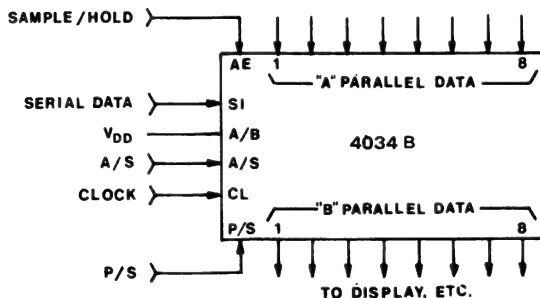 SAMPLE/HOLD
AE 1 8
"A" PARALLEL DATA
SERIAL DATA SI
VDD A/B
4034 B
A/S A/S
CLOCK CL
"B" PARALLEL DATA
P/S 1 8
P/S
TO DISPLAY, ETC.